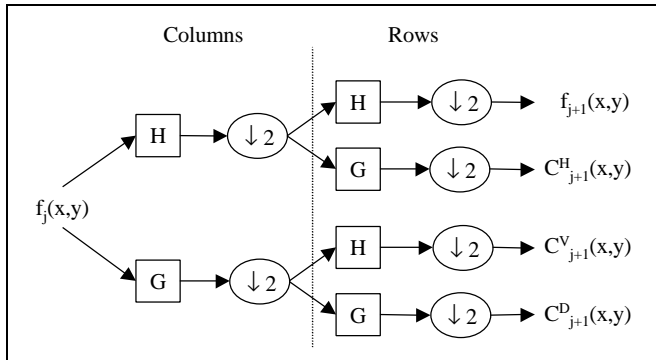 Columns Rows
H ↓ 2 f_{j+1}(x,y)
H ↓ 2
G ↓ 2 C^H_{j+1}(x,y)
f_j(x,y)
H ↓ 2 C^V_{j+1}(x,y)
G ↓ 2
G ↓ 2 C^D_{j+1}(x,y)